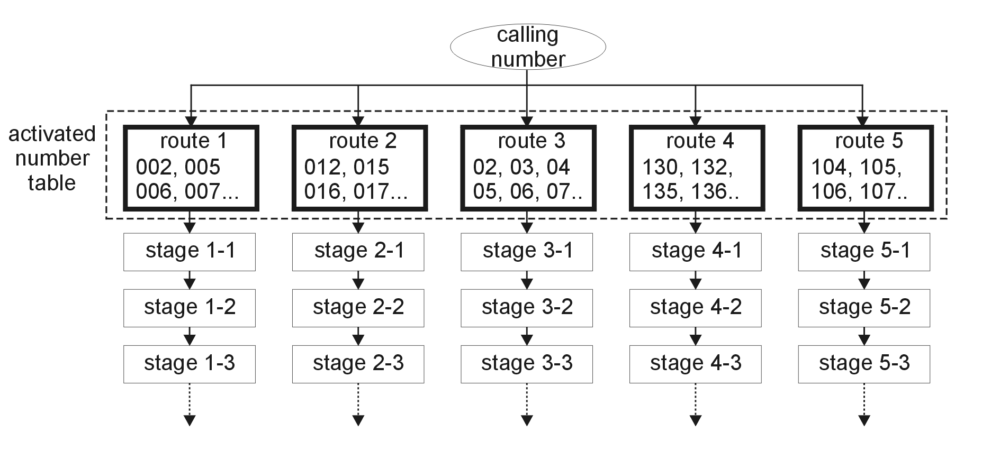 calling
number
activated
number
table
route 1
002, 005
006, 007...
route 2
012, 015
016, 017...
route 3
02, 03, 04
05, 06, 07..
route 4
130, 132,
135, 136..
route 5
104, 105,
106, 107..
stage 1-1
stage 2-1
stage 3-1
stage 4-1
stage 5-1
stage 1-2
stage 2-2
stage 3-2
stage 4-2
stage 5-2
stage 1-3
stage 2-3
stage 3-3
stage 4-3
stage 5-3